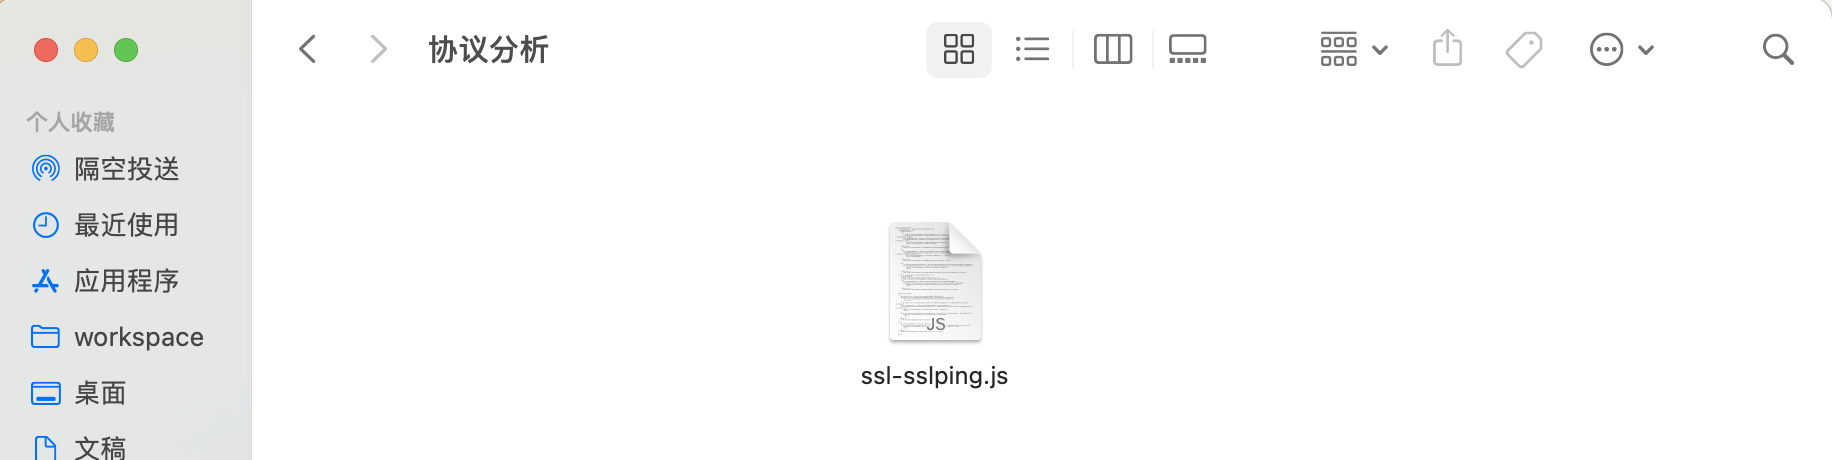 协议分析
个人收藏
隔空投送
最近使用
应用程序
workspace
桌面
文稿
JS
ssl-sslping.js